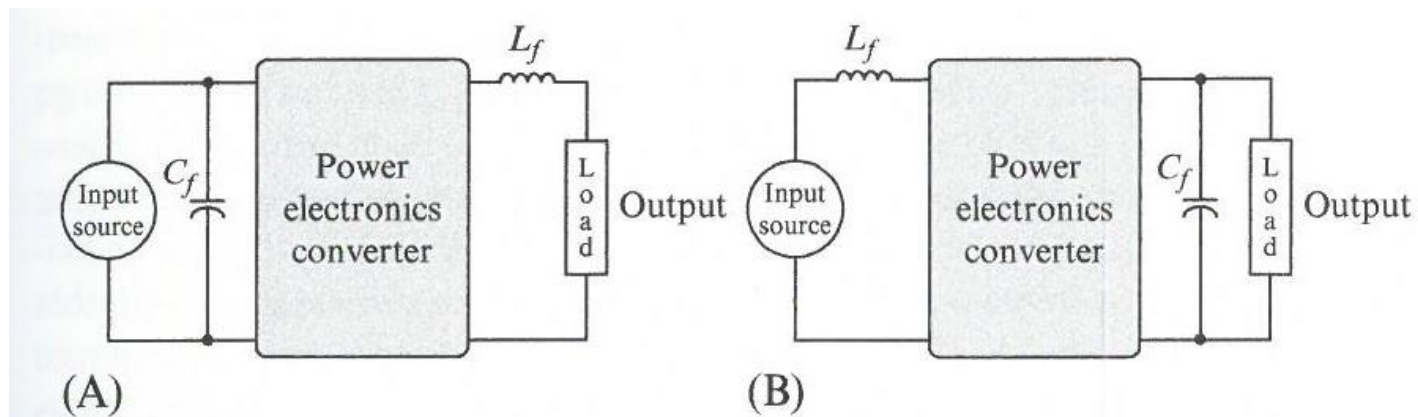 L_f
C_f
Input
source
Power
electronics
converter
L
o
a
d
Output
(A)
L_f
Input
source
Power
electronics
converter
C_f
L
o
a
d
Output
(B)